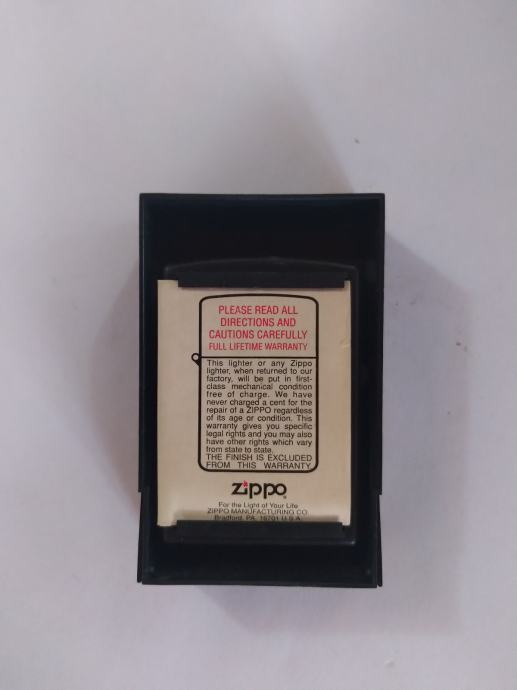 PLEASE READ ALL
DIRECTIONS AND
CAUTIONS CAREFULLY
FULL LIFETIME WARRANTY
This lighter or any Zippo
lighter, when returned to our
factory, will be put in first-
class mechanical condition
free of charge. We have
never charged a cent for the
repair of a ZIPPO regardless
of its age or condition. This
warranty gives you specific
legal rights and you may also
have other rights which vary
from state to state.
THE FINISH IS EXCLUDED
FROM THIS WARRANTY
Zippo®
For the Light of Your Life
ZIPPO MANUFACTURING CO.
Bradford, PA. 16701 U.S.A.